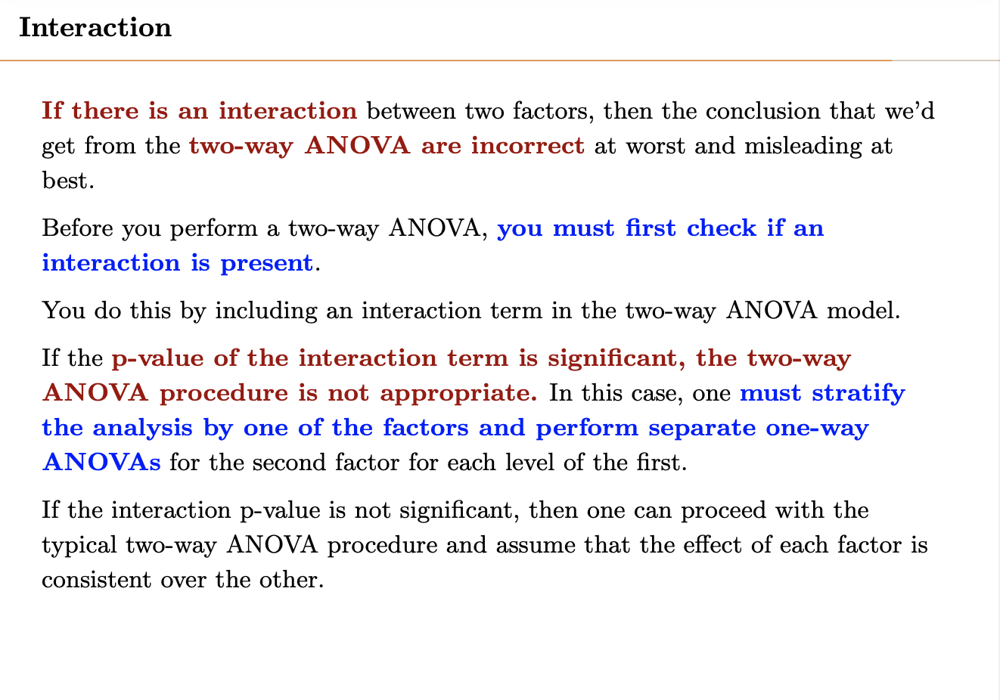 Interaction
If there is an interaction between two factors, then the conclusion that we’d
get from the two-way ANOVA are incorrect at worst and misleading at
best.
Before you perform a two-way ANOVA, you must first check if an
interaction is present.
You do this by including an interaction term in the two-way ANOVA model.
If the p-value of the interaction term is significant, the two-way
ANOVA procedure is not appropriate. In this case, one must stratify
the analysis by one of the factors and perform separate one-way
ANOVAs for the second factor for each level of the first.
If the interaction p-value is not significant, then one can proceed with the
typical two-way ANOVA procedure and assume that the effect of each factor is
consistent over the other.